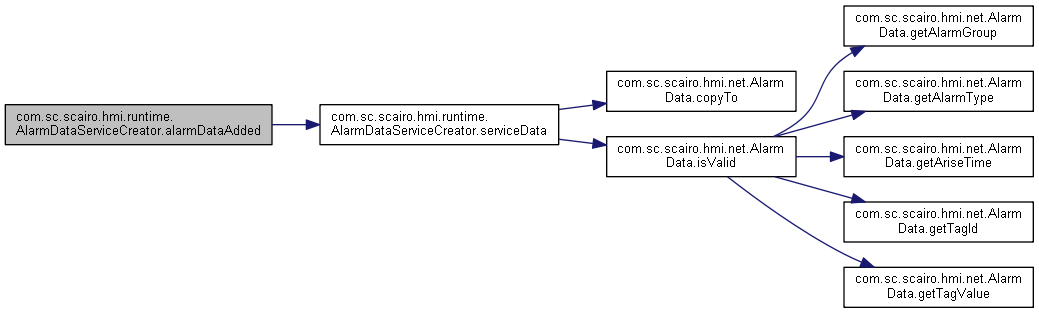 com.sc.scairo.hmi.net.Alarm
Data.getAlarmGroup
com.sc.scairo.hmi.net.Alarm
Data.copyTo
com.sc.scairo.hmi.net.Alarm
Data.getAlarmType
com.sc.scairo.hmi.runtime.
AlarmDataServiceCreator.alarmDataAdded
com.sc.scairo.hmi.runtime.
AlarmDataServiceCreator.serviceData
com.sc.scairo.hmi.net.Alarm
Data.isValid
com.sc.scairo.hmi.net.Alarm
Data.getAriseTime
com.sc.scairo.hmi.net.Alarm
Data.getTagId
com.sc.scairo.hmi.net.Alarm
Data.getTagValue